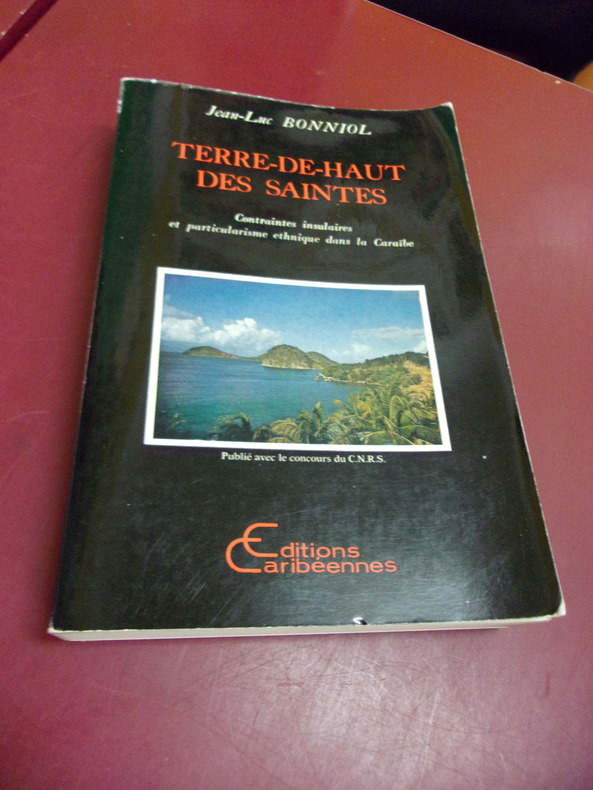 Jean-Luc BONNIOL
TERRE-DE-HAUT
DES SAINTES
Contraintes insulaires
et particularisme ethnique dans la Caraïbe
Publié avec le concours du C.N.R.S.
Editions
Caribéennes